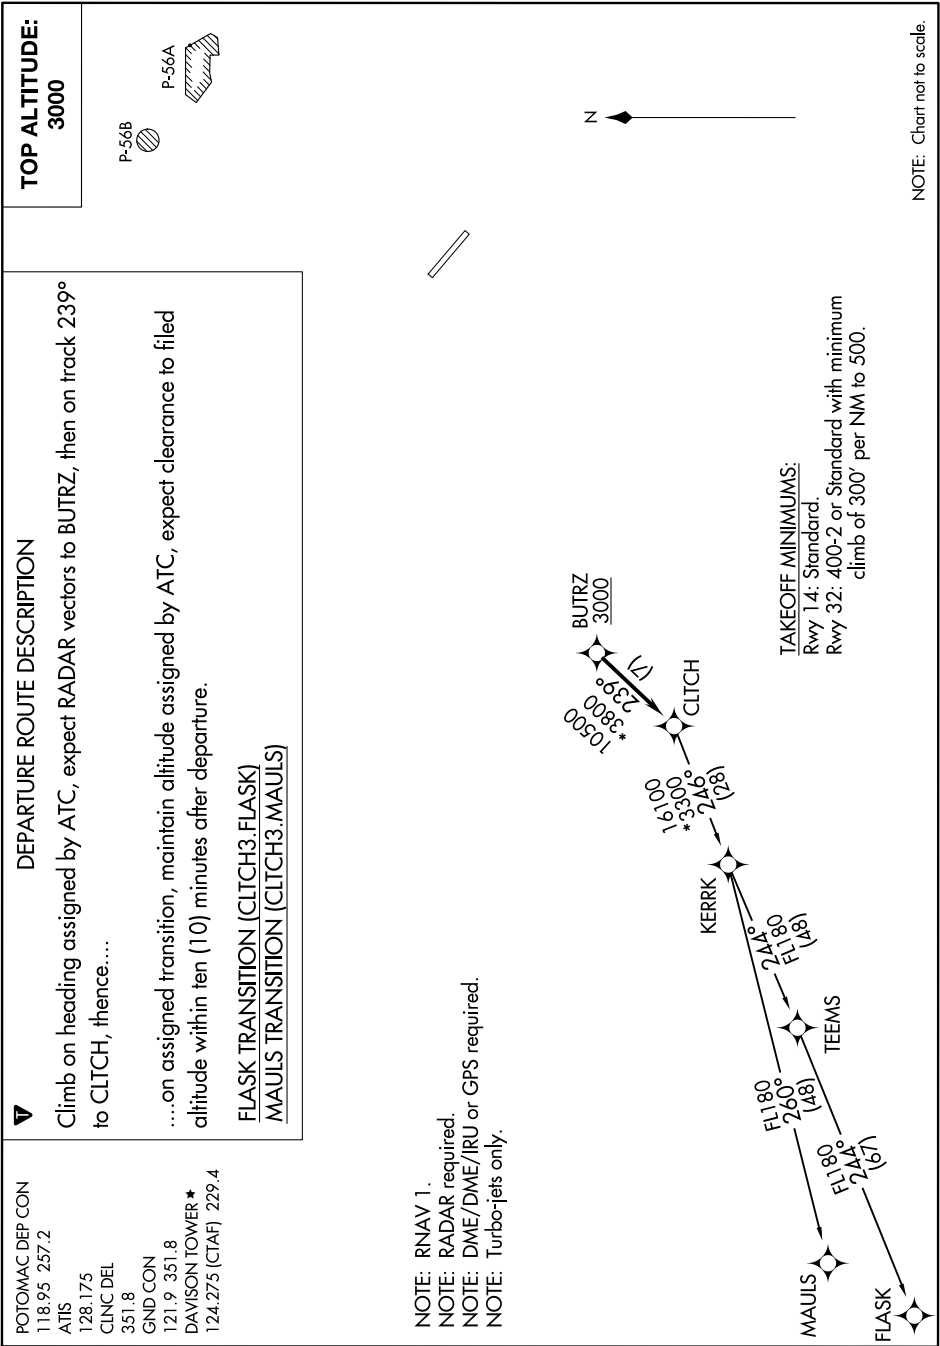 POTOMAC DEP CON
118.95 257.2
ATIS
128.175
CLNC DEL
351.8
GND CON
121.9 351.8
DAVISON TOWER ★
124.275 (CTAF) 229.4
T
DEPARTURE ROUTE DESCRIPTION
Climb on heading assigned by ATC, expect RADAR vectors to BUTRZ, then on track 239°
to CLTCH, thence....
....on assigned transition, maintain altitude assigned by ATC, expect clearance to filed
altitude within ten (10) minutes after departure.
FLASK TRANSITION (CLTCH3.FLASK)
MAULS TRANSITION (CLTCH3.MAULS)
TOP ALTITUDE:
3000
P-56B
P-56A
NOTE: RNAV 1.
NOTE: RADAR required.
NOTE: DME/DME/IRU or GPS required.
NOTE: Turbo-jets only.
N
BUTRZ
3000
10500
*3800
239°
(7)
CLTCH
16100
*3300
246°
(28)
KERRK
244°
FL180
(48)
TEEMS
FL180
260°
(48)
FL180
244°
(67)
MAULS
FLASK
TAKEOFF MINIMUMS:
Rwy 14: Standard.
Rwy 32: 400-2 or Standard with minimum
climb of 300' per NM to 500.
NOTE: Chart not to scale.